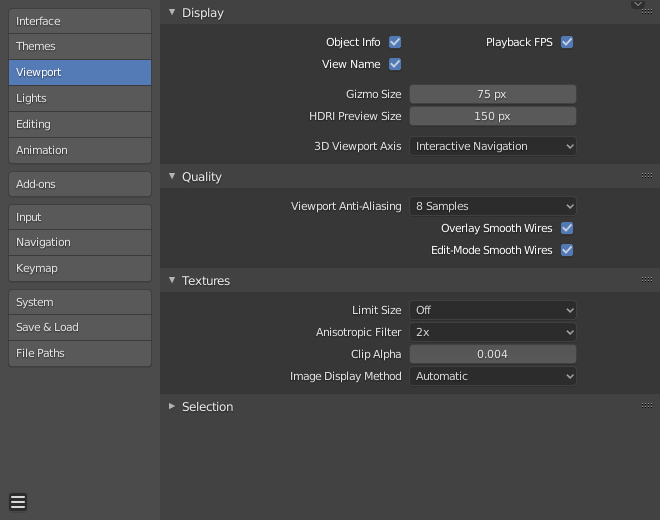 Interface
Themes
Viewport
Lights
Editing
Animation
Add-ons
Input
Navigation
Keymap
System
Save & Load
File Paths
Display
Object Info Playback FPS
View Name
Gizmo Size 75 px
HDRI Preview Size 150 px
3D Viewport Axis Interactive Navigation
Quality
Viewport Anti-Aliasing 8 Samples
Overlay Smooth Wires
Edit-Mode Smooth Wires
Textures
Limit Size Off
Anisotropic Filter 2x
Clip Alpha 0.004
Image Display Method Automatic
Selection